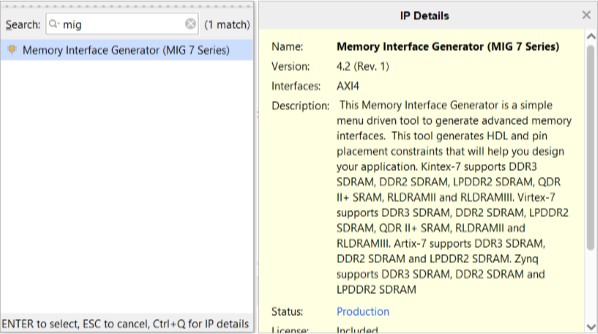 Search: mig (1 match)
Memory Interface Generator (MIG 7 Series)
ENTER to select, ESC to cancel, Ctrl+Q for IP details
IP Details
Name: Memory Interface Generator (MIG 7 Series)
Version: 4.2 (Rev. 1)
Interfaces: AXI4
Description: This Memory Interface Generator is a simple
menu driven tool to generate advanced memory
interfaces. This tool generates HDL and pin
placement constraints that will help you design
your application. Kintex-7 supports DDR3
SDRAM, DDR2 SDRAM, LPDDR2 SDRAM, QDR
II+ SRAM, RLDRAMII and RLDRAMIII. Virtex-7
supports DDR3 SDRAM, DDR2 SDRAM, LPDDR2
SDRAM, QDR II+ SRAM, RLDRAMII and
RLDRAMIII. Artix-7 supports DDR3 SDRAM,
DDR2 SDRAM and LPDDR2 SDRAM. Zynq
supports DDR3 SDRAM, DDR2 SDRAM and
LPDDR2 SDRAM
Status: Production
License: Included